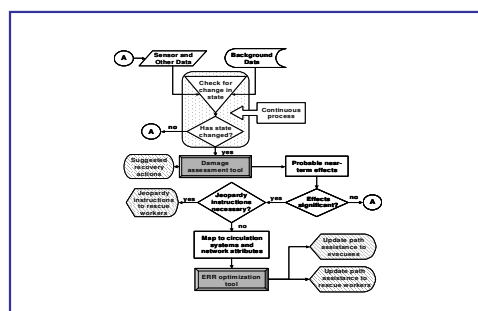 A
Sensor and
Other Data
Background
Data
Check for
change in
state
Continuous
process
A
no
Has state
changed?
yes
Suggested
recovery
actions
Damage
assessment tool
Probable near-
term effects
Jeopardy
instructions
to rescue
workers
yes
Jeopardy
instructions
necessary?
yes
Effects
significant?
no
A
no
Map to circulation
systems and
network attributes
Update path
assistance to
evacuees
ERR optimization
tool
Update path
assistance to
rescue workers